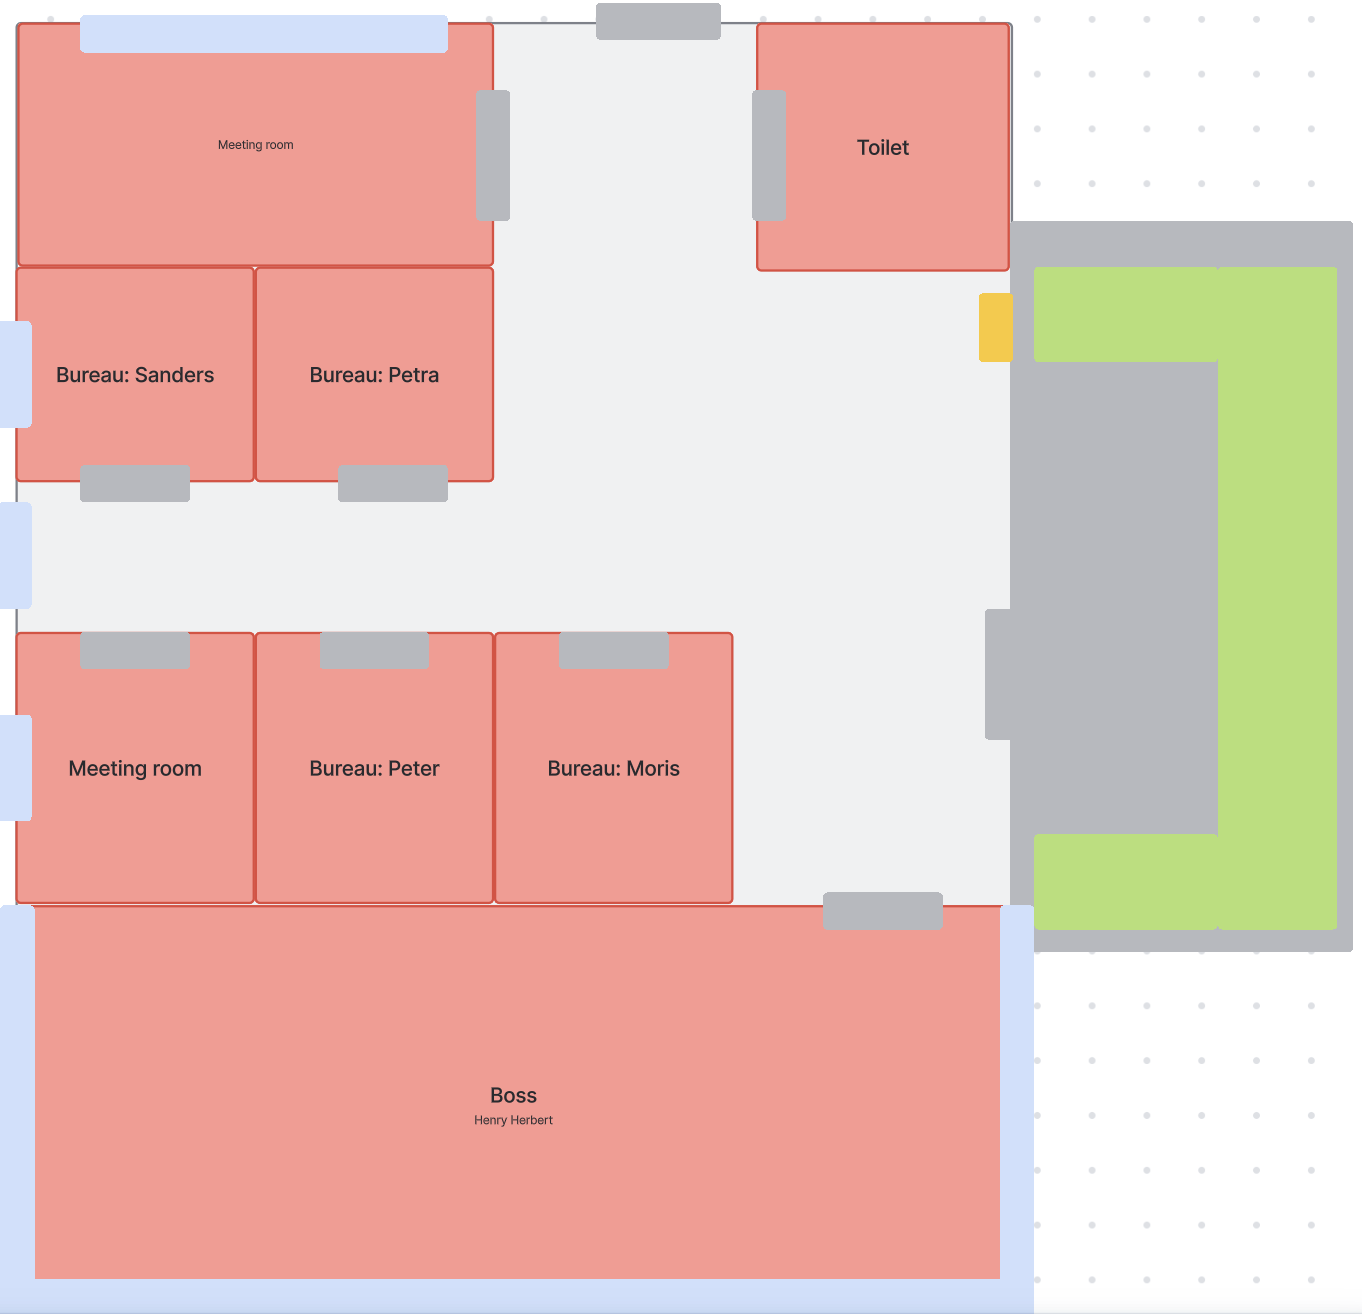 Meeting room
Toilet
Bureau: Sanders
Bureau: Petra
Meeting room
Bureau: Peter
Bureau: Moris
Boss
Henry Herbert